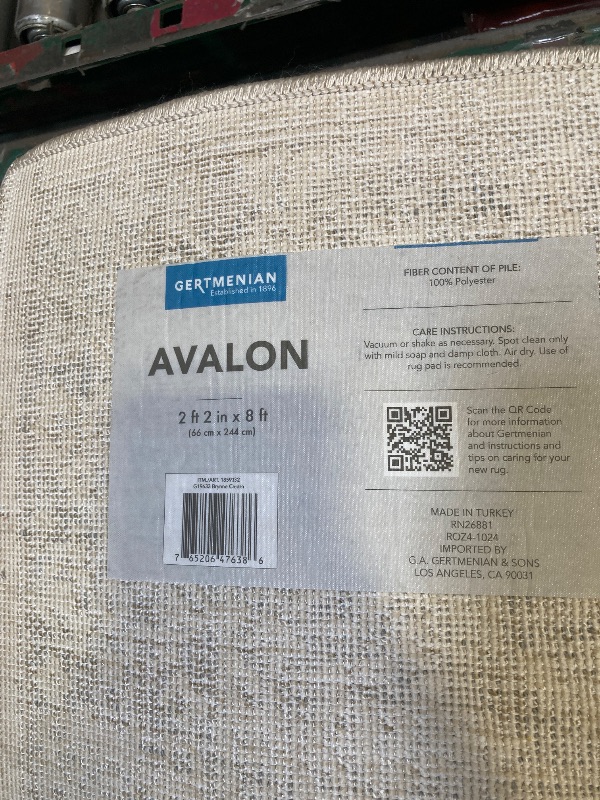 GERTMENIAN
Established in 1896
AVALON
2 ft 2 in x 8 ft
(66 cm x 244 cm)
ITM./ART. 1859232
7 65206 47638 6
FIBER CONTENT OF PILE:
100% Polyester
CARE INSTRUCTIONS:
Vacuum or shake as necessary. Spot clean only
with mild soap and damp cloth. Air dry. Use of
rug pad is recommended.
Scan the QR Code
for more information
about Gertmenian
and instructions and
tips on caring for your
new rug.
MADE IN TURKEY
RN26881
ROZ4-1024
IMPORTED BY
G.A. GERTMENIAN & SONS
LOS ANGELES, CA 90031